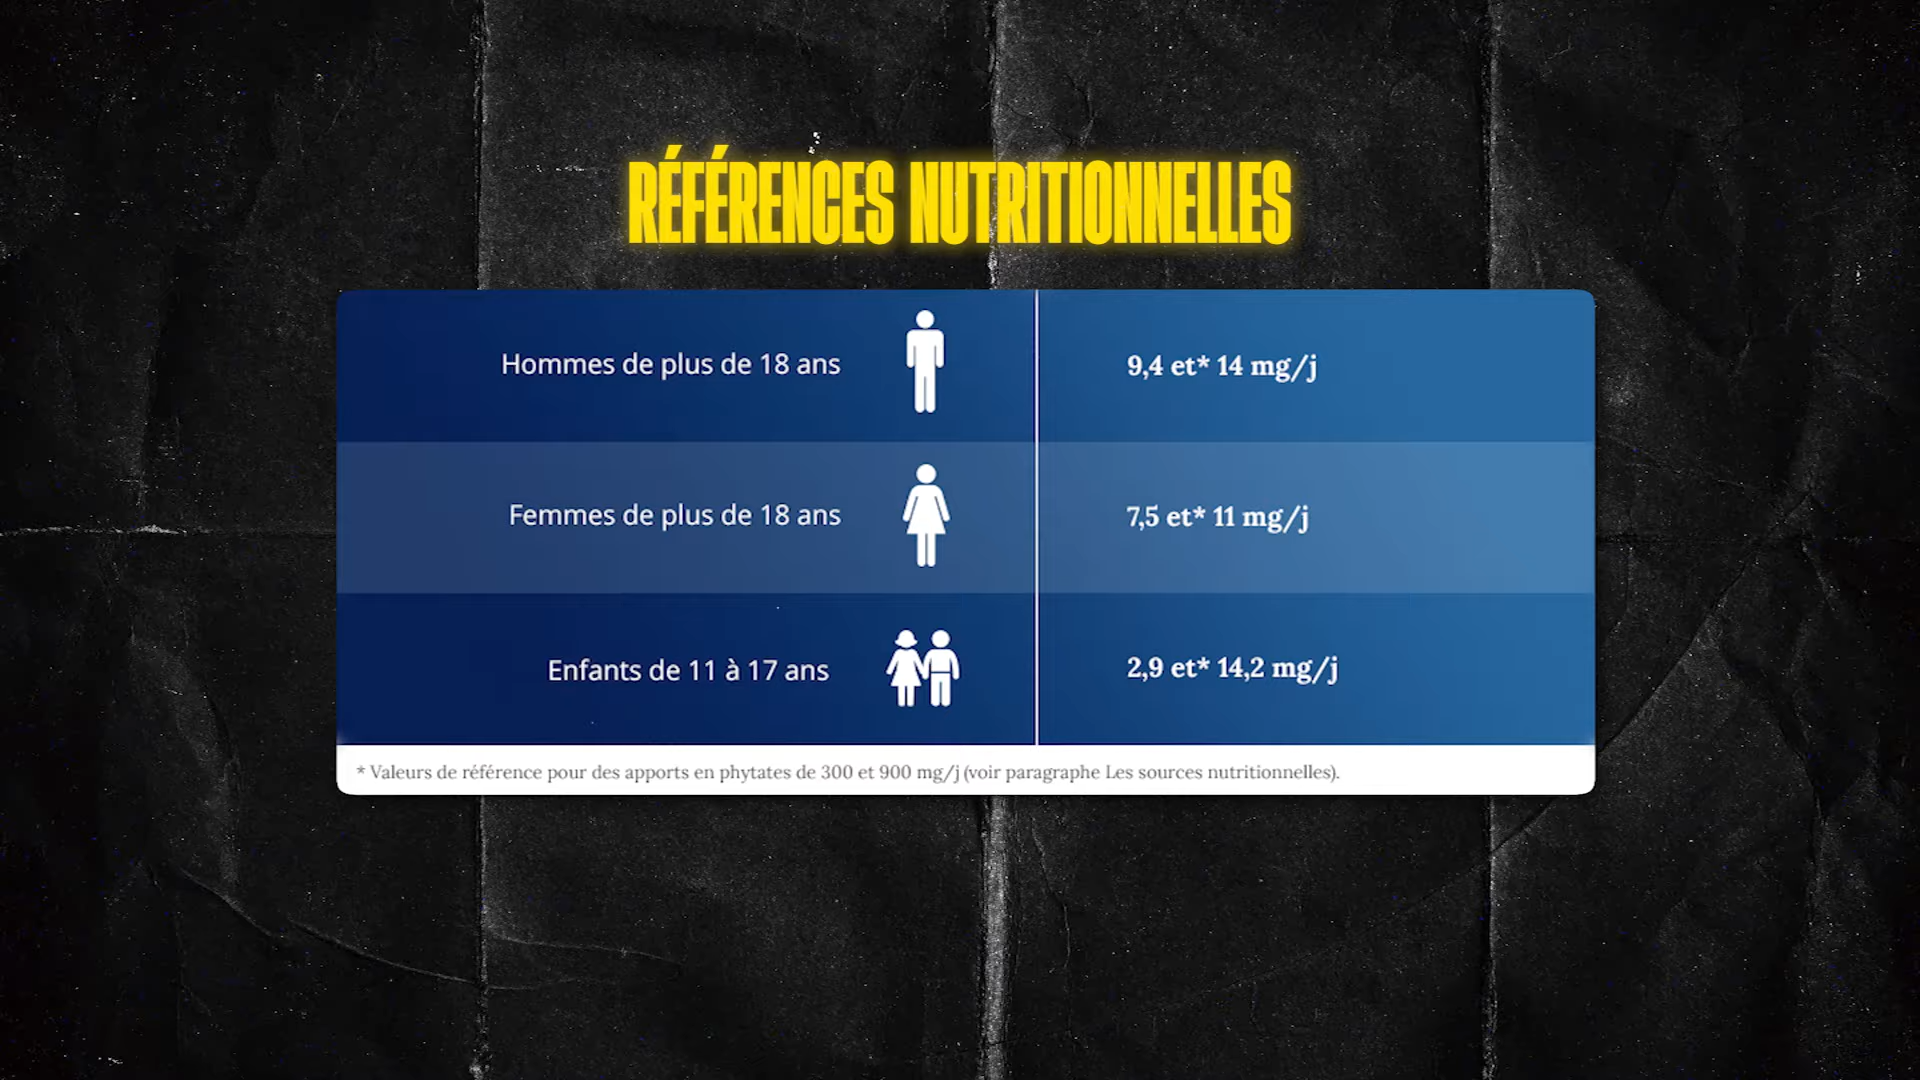 RÉFÉRENCES NUTRITIONNELLES
Hommes de plus de 18 ans
9,4 et* 14 mg/j
Femmes de plus de 18 ans
7,5 et* 11 mg/j
Enfants de 11 à 17 ans
2,9 et* 14,2 mg/j
* Valeurs de référence pour des apports en phytates de 300 et 900 mg/j (voir paragraphe Les sources nutritionnelles).